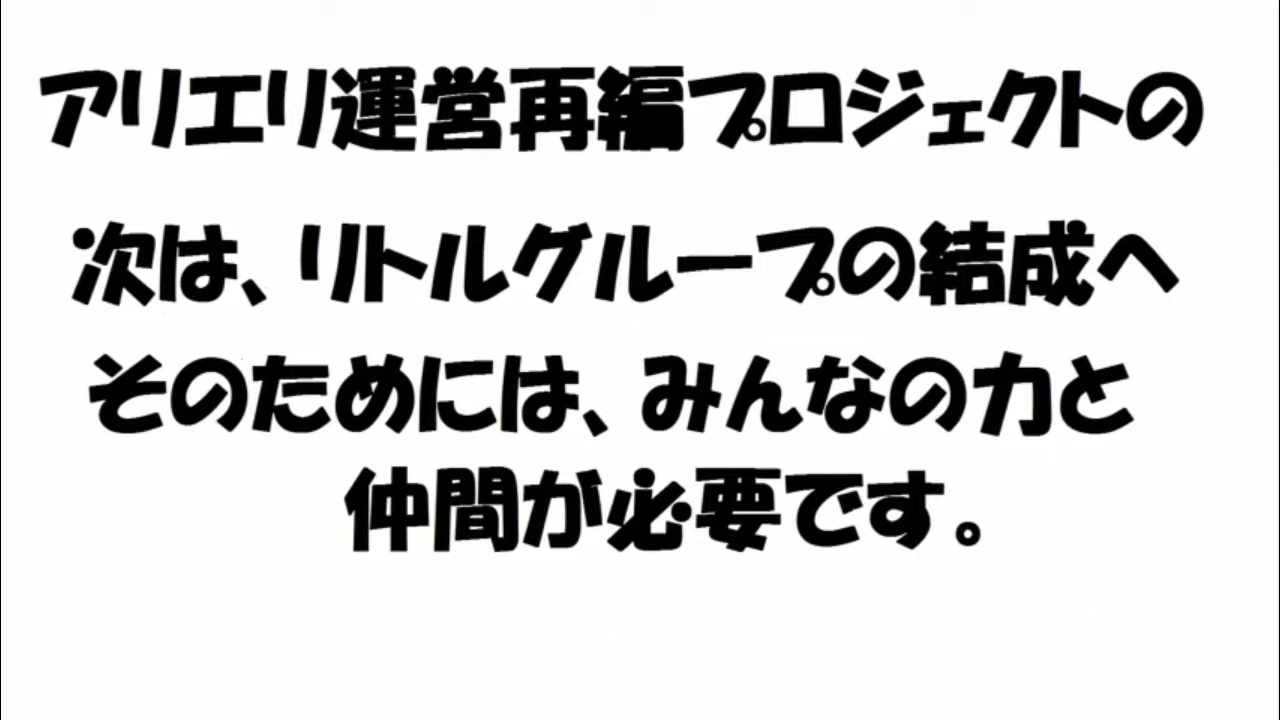 アリエリ運営再編プロジェクトの
次は、リトルグループの結成へ
そのためには、みんなの力と
仲間が必要です。